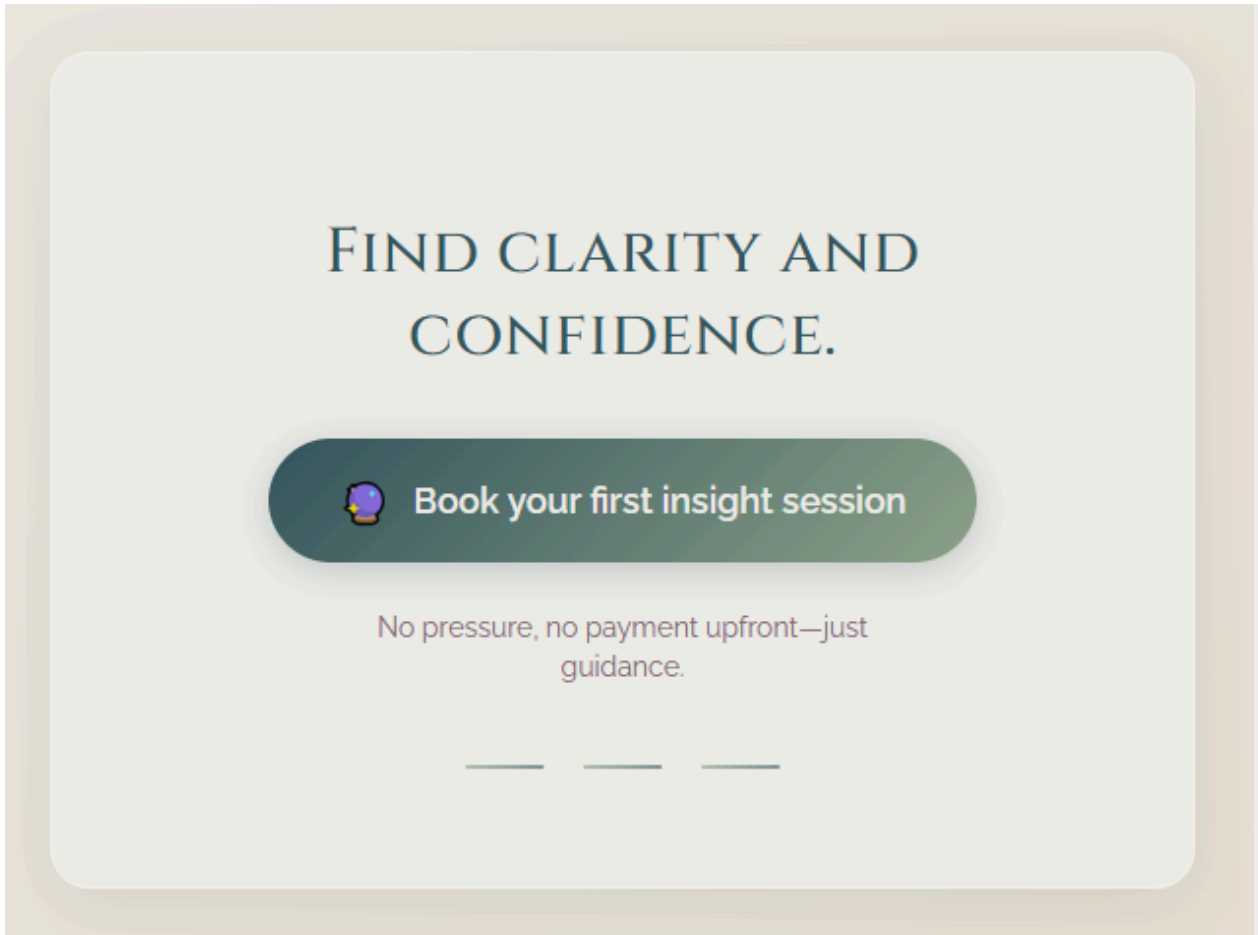 Find clarity and
confidence.
🔮 Book your first insight session
No pressure, no payment upfront—just
guidance.